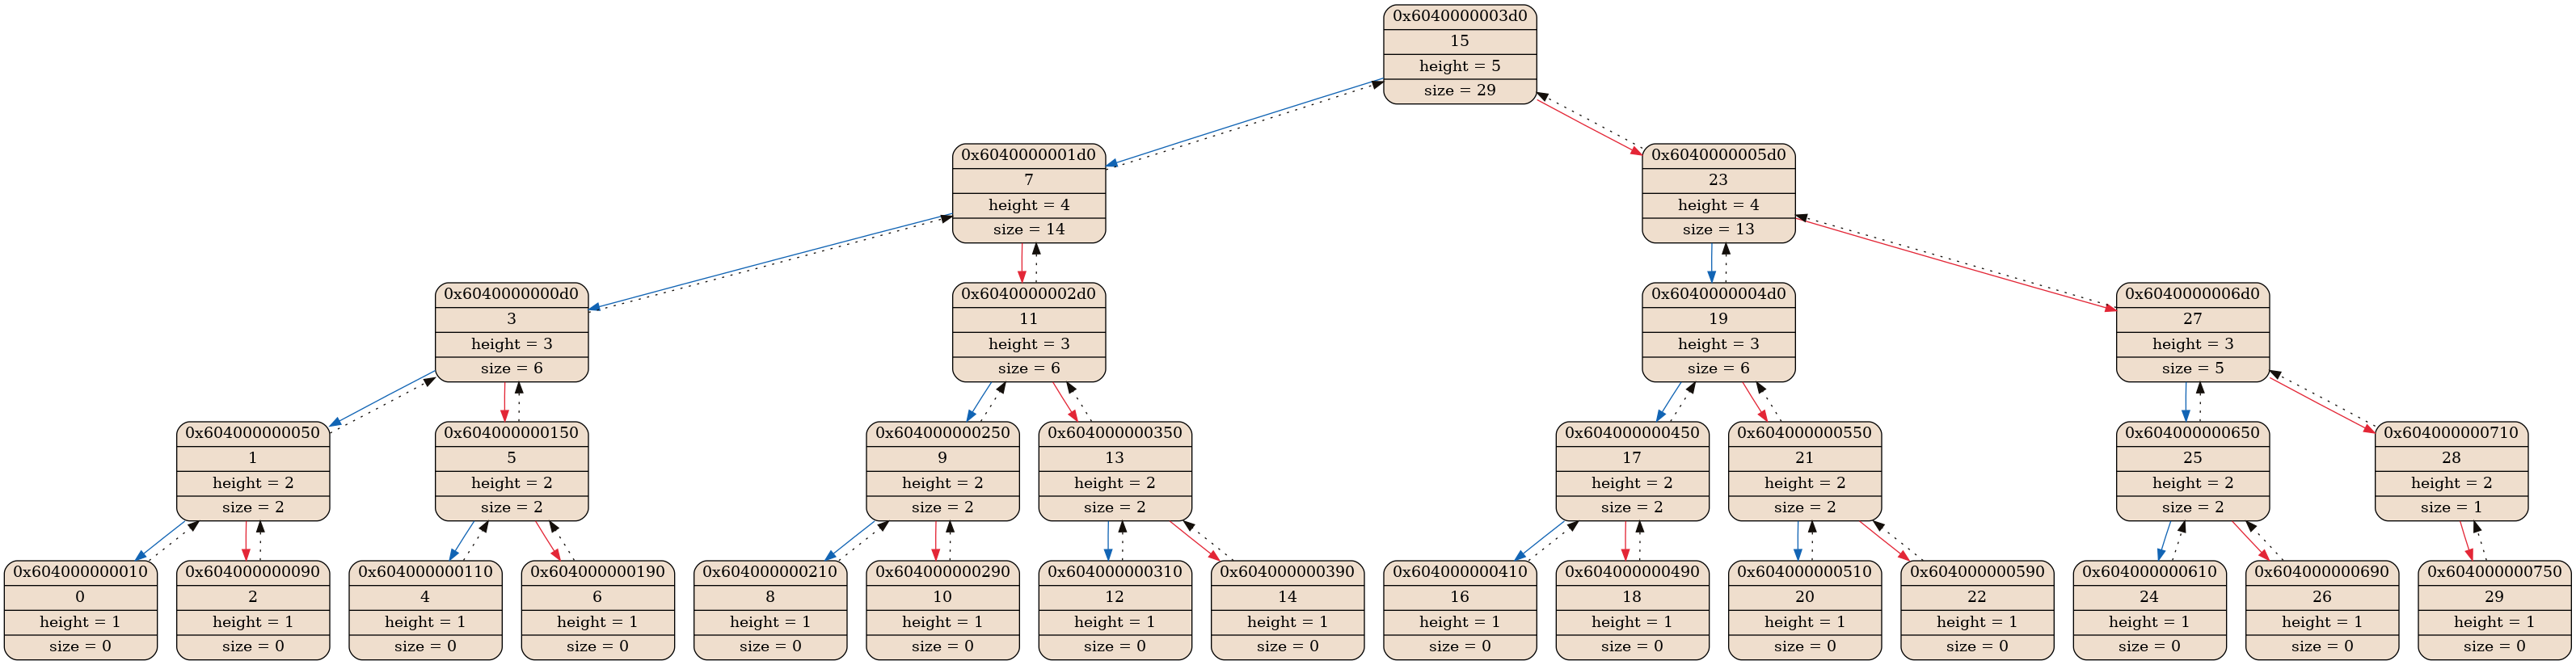 0x6040000003d0
15
height = 5
size = 29
0x6040000001d0
7
height = 4
size = 14
0x6040000005d0
23
height = 4
size = 13
0x6040000000d0
3
height = 3
size = 6
0x6040000002d0
11
height = 3
size = 6
0x6040000004d0
19
height = 3
size = 6
0x6040000006d0
27
height = 3
size = 5
0x604000000050
1
height = 2
size = 2
0x604000000150
5
height = 2
size = 2
0x604000000250
9
height = 2
size = 2
0x604000000350
13
height = 2
size = 2
0x604000000450
17
height = 2
size = 2
0x604000000550
21
height = 2
size = 2
0x604000000650
25
height = 2
size = 2
0x604000000710
28
height = 2
size = 1
0x604000000010
0
height = 1
size = 0
0x604000000090
2
height = 1
size = 0
0x604000000110
4
height = 1
size = 0
0x604000000190
6
height = 1
size = 0
0x604000000210
8
height = 1
size = 0
0x604000000290
10
height = 1
size = 0
0x604000000310
12
height = 1
size = 0
0x604000000390
14
height = 1
size = 0
0x604000000410
16
height = 1
size = 0
0x604000000490
18
height = 1
size = 0
0x604000000510
20
height = 1
size = 0
0x604000000590
22
height = 1
size = 0
0x604000000610
24
height = 1
size = 0
0x604000000690
26
height = 1
size = 0
0x604000000750
29
height = 1
size = 0